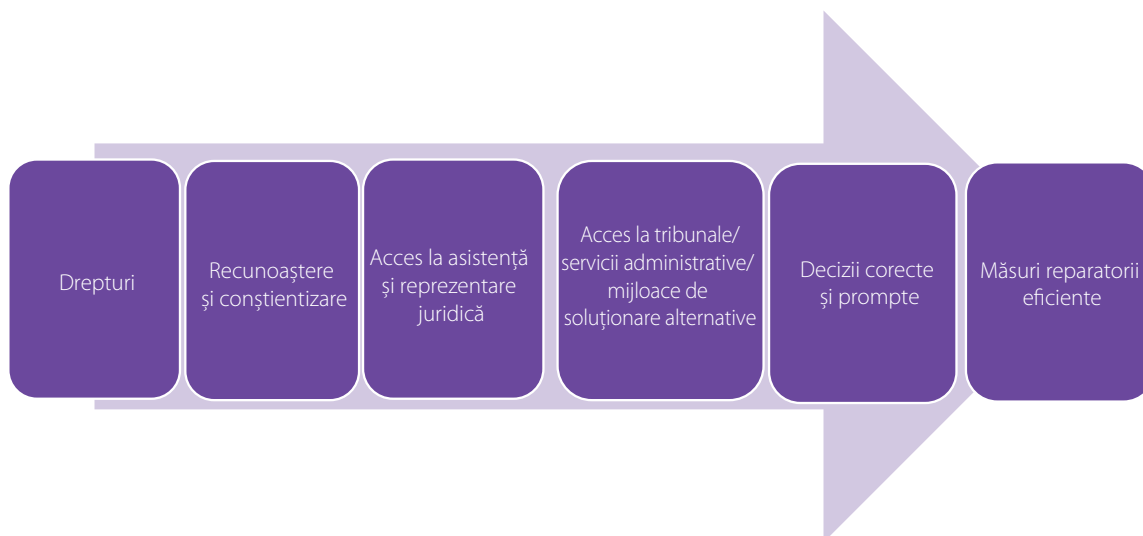 Drepturi
Recunoaștere
și conștientizare
Acces la asistență
și reprezentare
juridică
Acces la tribunale/
servicii administrative/
mijloace de
soluționare alternative
Decizii corecte
și prompte
Măsuri reparatorii
eficiente